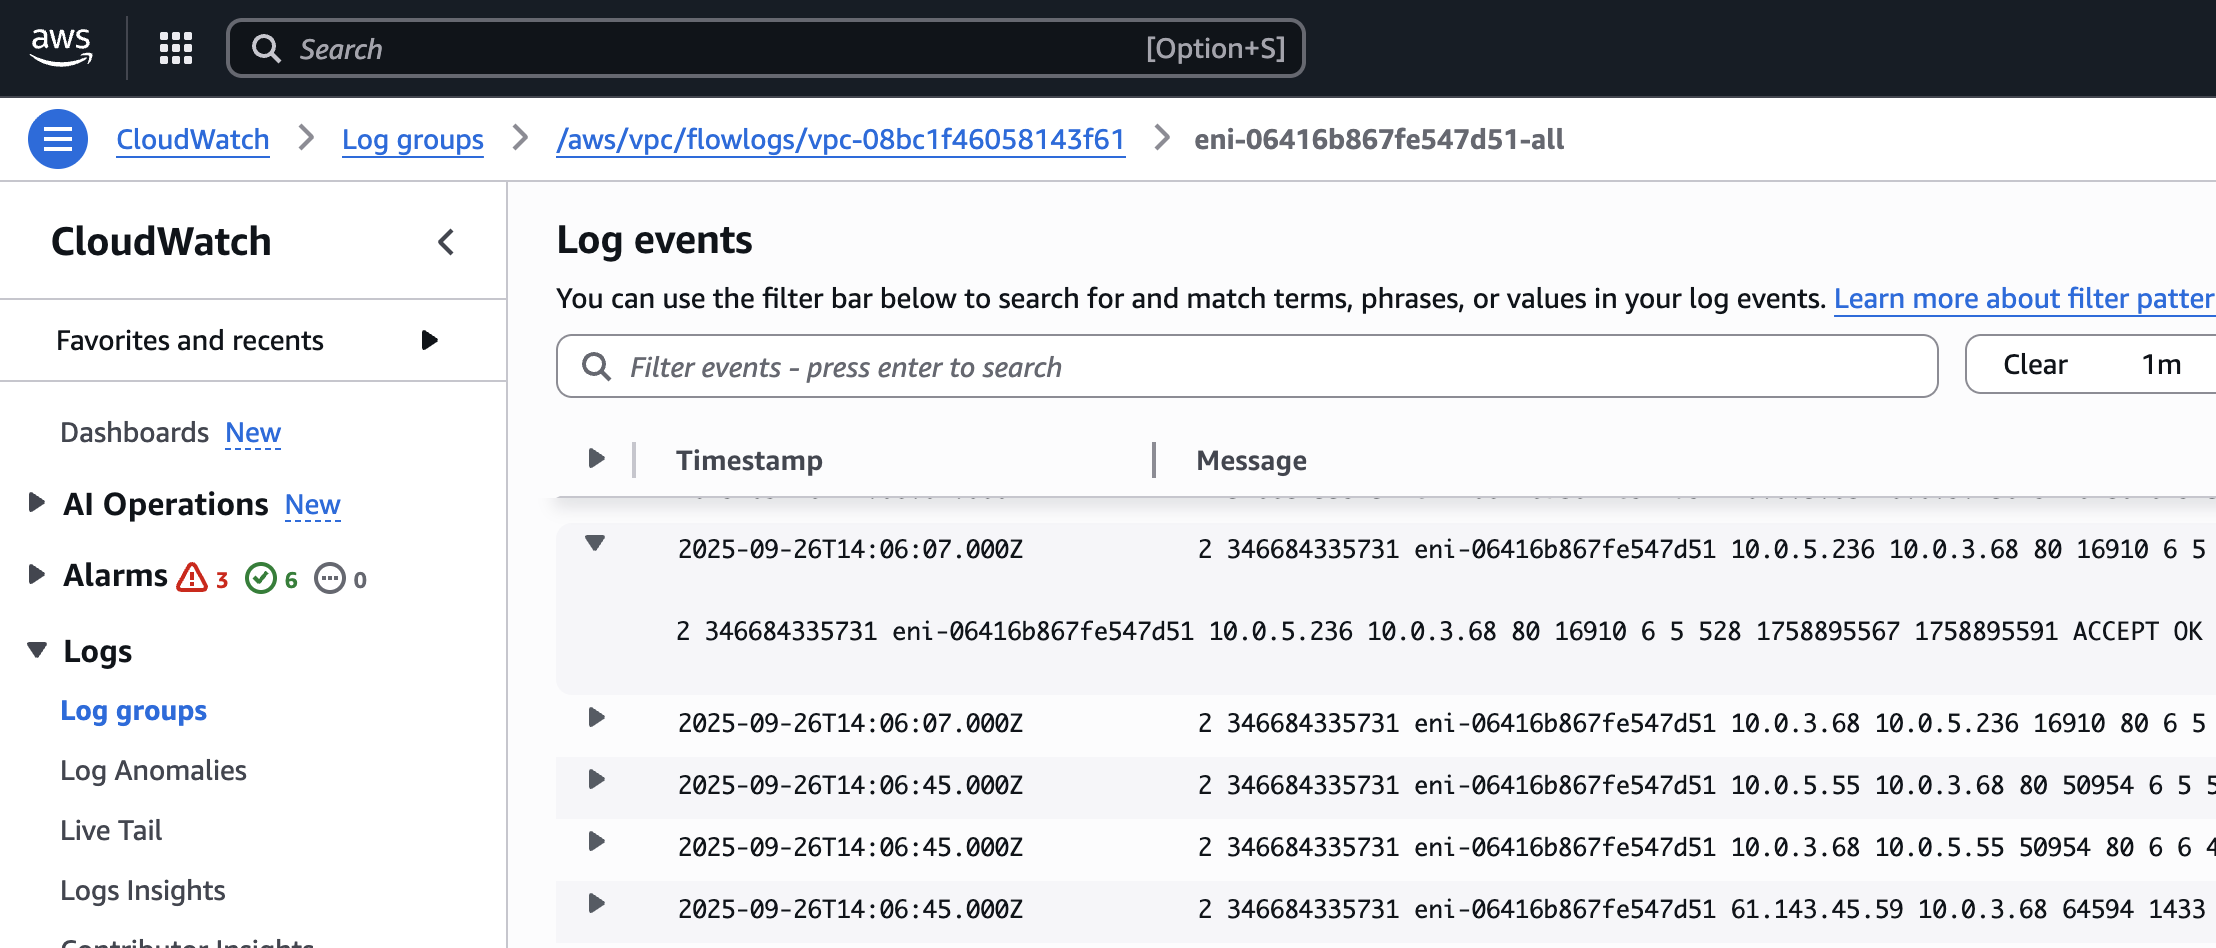 aws
Search [Option+S]
CloudWatch > Log groups > /aws/vpc/flowlogs/vpc-08bc1f46058143f61 > eni-06416b867fe547d51-all
CloudWatch
Favorites and recents
Dashboards New
AI Operations New
Alarms 3 6 0
Logs
Log groups
Log Anomalies
Live Tail
Logs Insights
Contributor Insights
Log events
You can use the filter bar below to search for and match terms, phrases, or values in your log events. Learn more about filter patter
Filter events - press enter to search
Clear 1m
Timestamp Message
2025-09-26T14:06:07.000Z 2 346684335731 eni-06416b867fe547d51 10.0.5.236 10.0.3.68 80 16910 6 5
2 346684335731 eni-06416b867fe547d51 10.0.5.236 10.0.3.68 80 16910 6 5 528 1758895567 1758895591 ACCEPT OK
2025-09-26T14:06:07.000Z 2 346684335731 eni-06416b867fe547d51 10.0.3.68 10.0.5.236 16910 80 6 5
2025-09-26T14:06:45.000Z 2 346684335731 eni-06416b867fe547d51 10.0.5.55 10.0.3.68 80 50954 6 5 5
2025-09-26T14:06:45.000Z 2 346684335731 eni-06416b867fe547d51 10.0.3.68 10.0.5.55 50954 80 6 6 4
2025-09-26T14:06:45.000Z 2 346684335731 eni-06416b867fe547d51 61.143.45.59 10.0.3.68 64594 1433